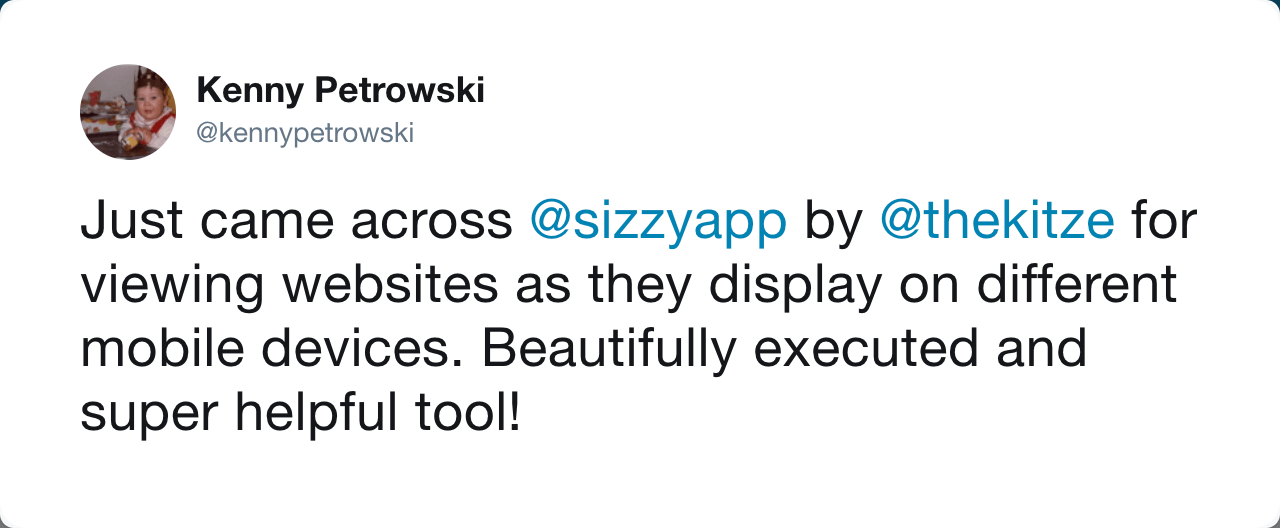 Kenny Petrowski
@kennypetrowski
Just came across @sizzyapp by @thekitze for
viewing websites as they display on different
mobile devices. Beautifully executed and
super helpful tool!